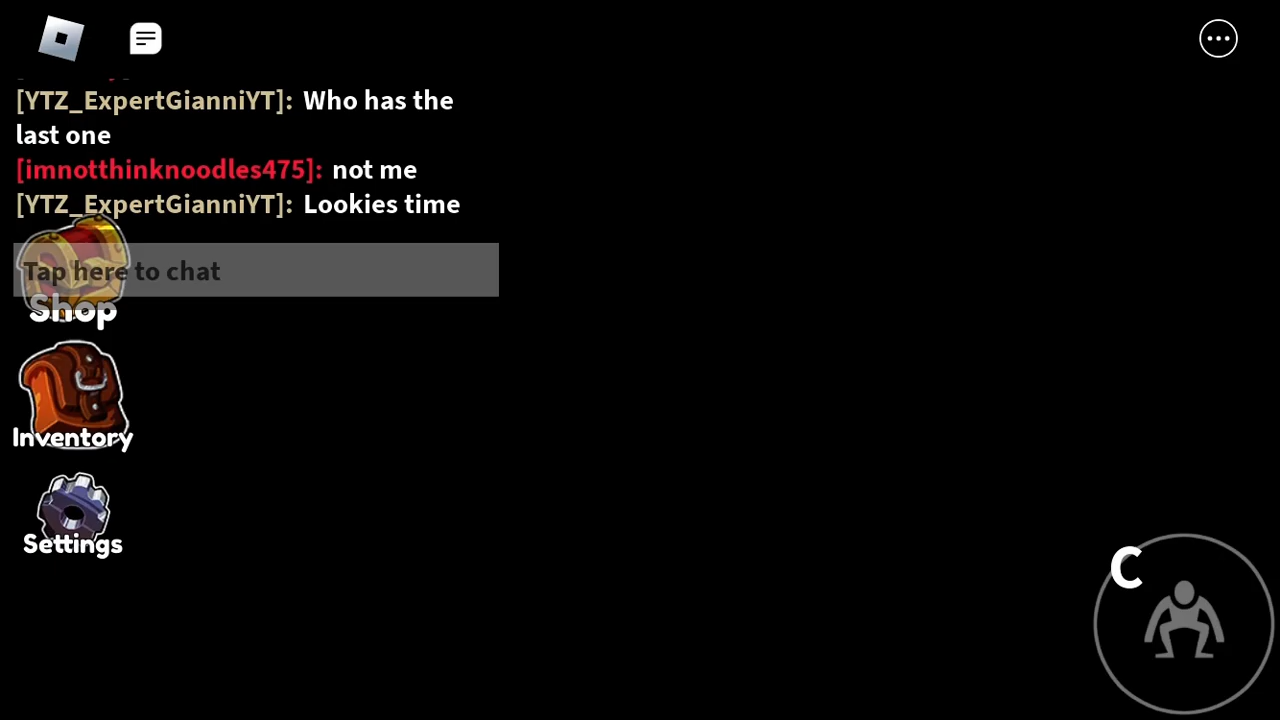 [YTZ_ExpertGianniYT]: Who has the
last one
[imnotthinknoodles475]: not me
[YTZ_ExpertGianniYT]: Lookies time
Tap here to chat
Shop
Inventory
Settings
C